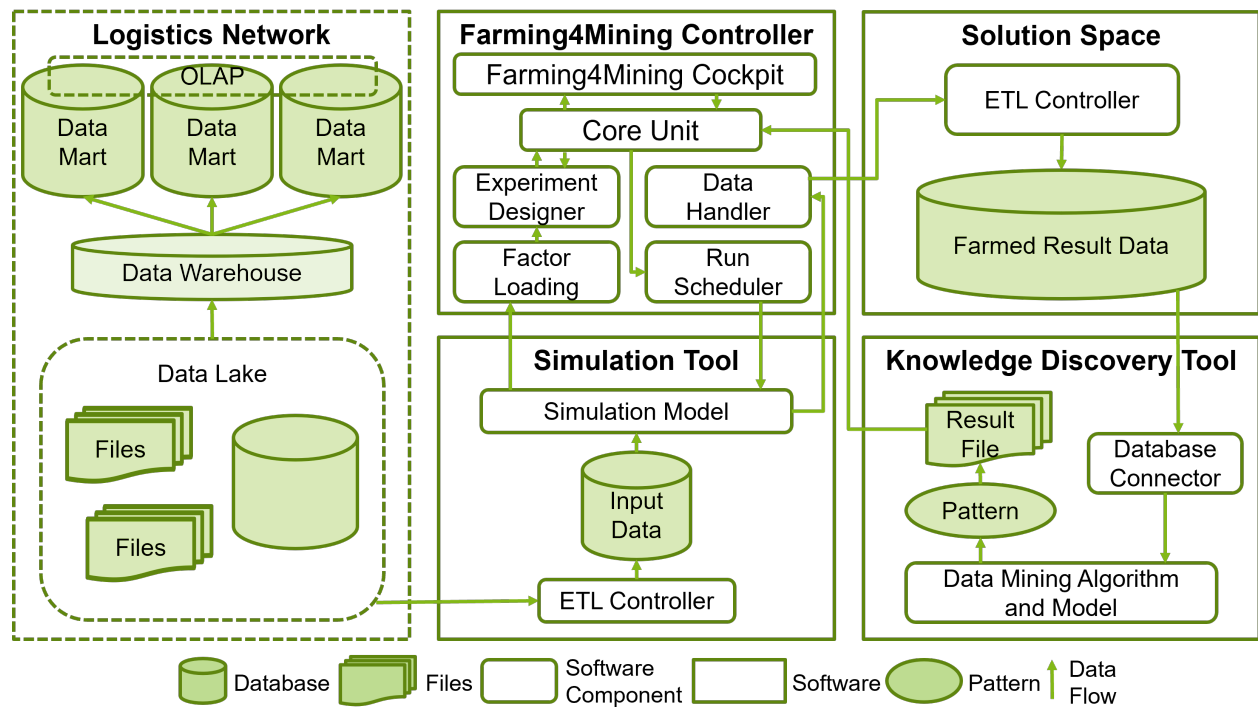 Logistics Network
OLAP
Data
Mart
Data
Mart
Data
Mart
Data Warehouse
Data Lake
Files
Files
Farming4Mining Controller
Farming4Mining Cockpit
Core Unit
Experiment
Designer
Data
Handler
Factor
Loading
Run
Scheduler
Simulation Tool
Simulation Model
Input
Data
ETL Controller
Solution Space
ETL Controller
Farmed Result Data
Knowledge Discovery Tool
Result
File
Database
Connector
Pattern
Data Mining Algorithm
and Model
Database
Files
Software
Component
Software
Pattern
Data
Flow